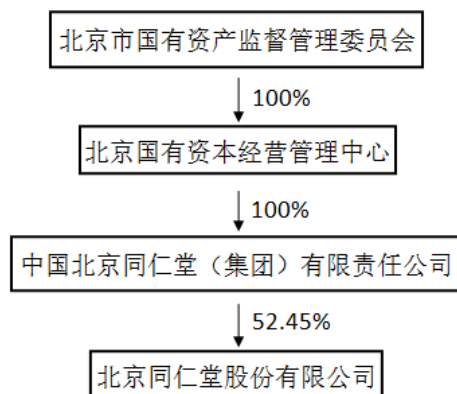 北京市国有资产监督管理委员会
100%
北京国有资本经营管理中心
100%
中国北京同仁堂（集团）有限责任公司
52.45%
北京同仁堂股份有限公司